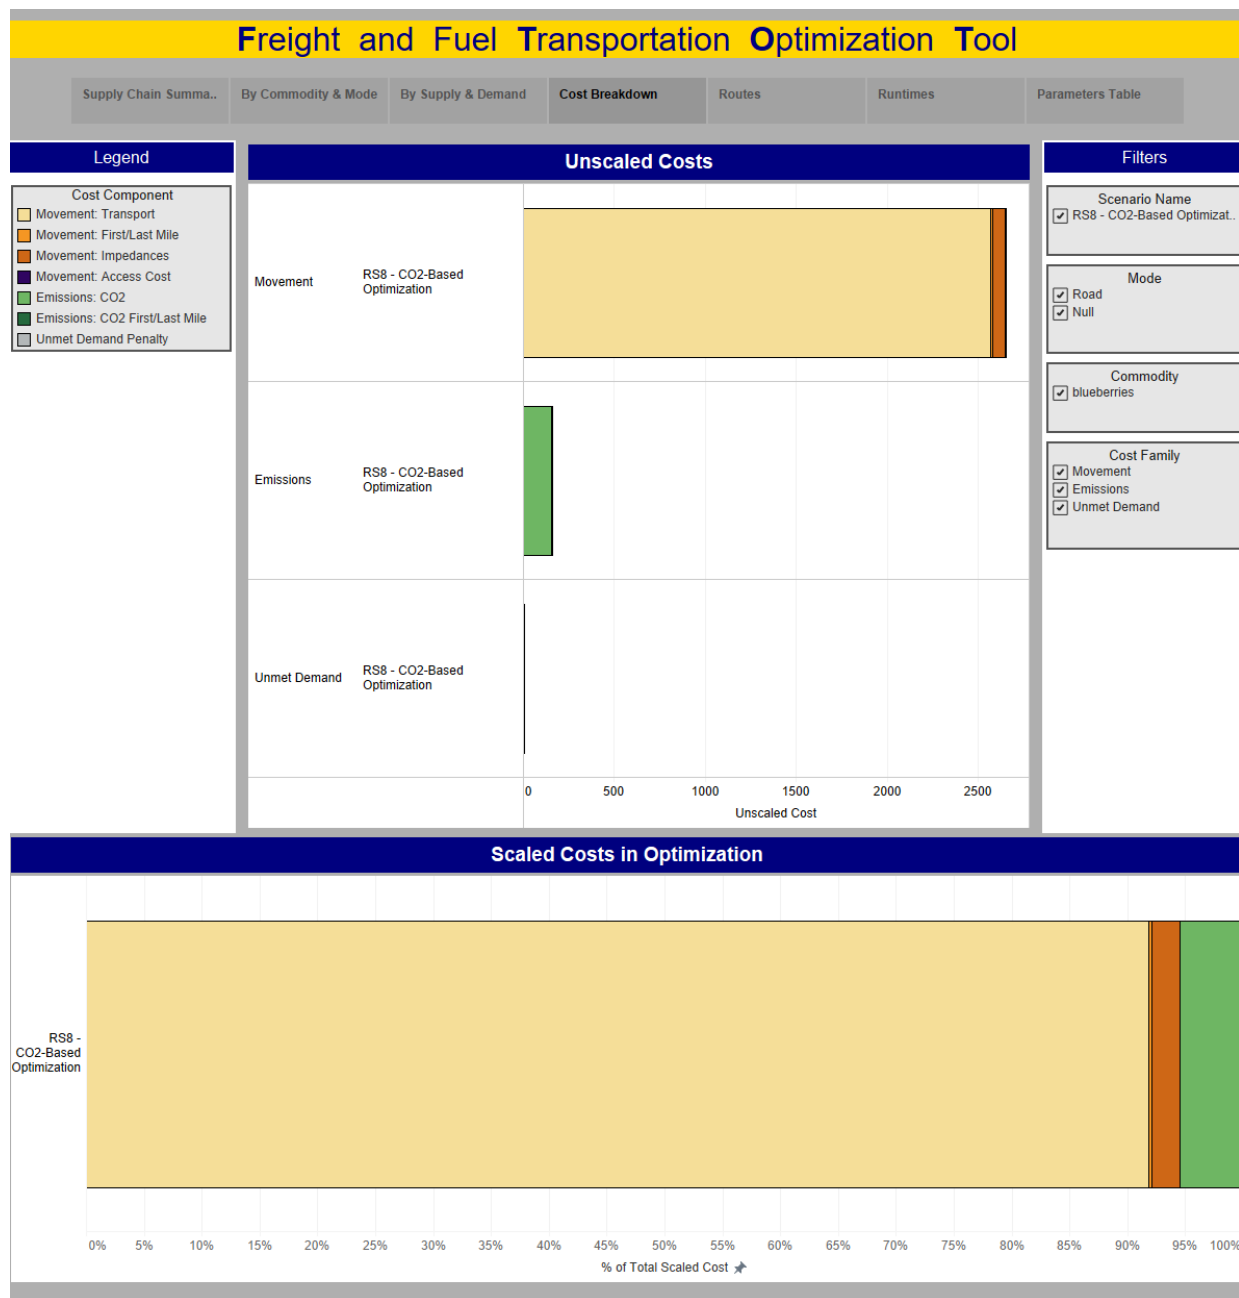 Freight and Fuel Transportation Optimization Tool
Supply Chain Summa.. By Commodity & Mode By Supply & Demand Cost Breakdown Routes Runtimes Parameters Table
Legend
Cost Component
Movement: Transport
Movement: First/Last Mile
Movement: Impedances
Movement: Access Cost
Emissions: CO2
Emissions: CO2 First/Last Mile
Unmet Demand Penalty
Unscaled Costs
Movement
RS8 - CO2-Based
Optimization
Emissions
RS8 - CO2-Based
Optimization
Unmet Demand
RS8 - CO2-Based
Optimization
0 500 1000 1500 2000 2500
Unscaled Cost
Filters
Scenario Name
RS8 - CO2-Based Optimizat..
Mode
Road
Null
Commodity
blueberries
Cost Family
Movement
Emissions
Unmet Demand
Scaled Costs in Optimization
RS8 -
CO2-Based
Optimization
0% 5% 10% 15% 20% 25% 30% 35% 40% 45% 50% 55% 60% 65% 70% 75% 80% 85% 90% 95% 100%
% of Total Scaled Cost